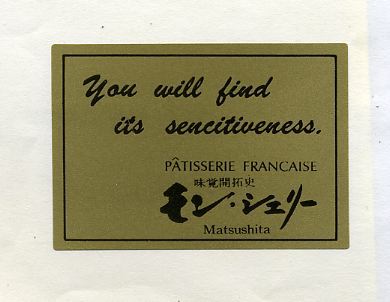 You will find
its sencitiveness.
PÂTISSERIE FRANCAISE
味覚開拓史
モン・シェリー
Matsushita